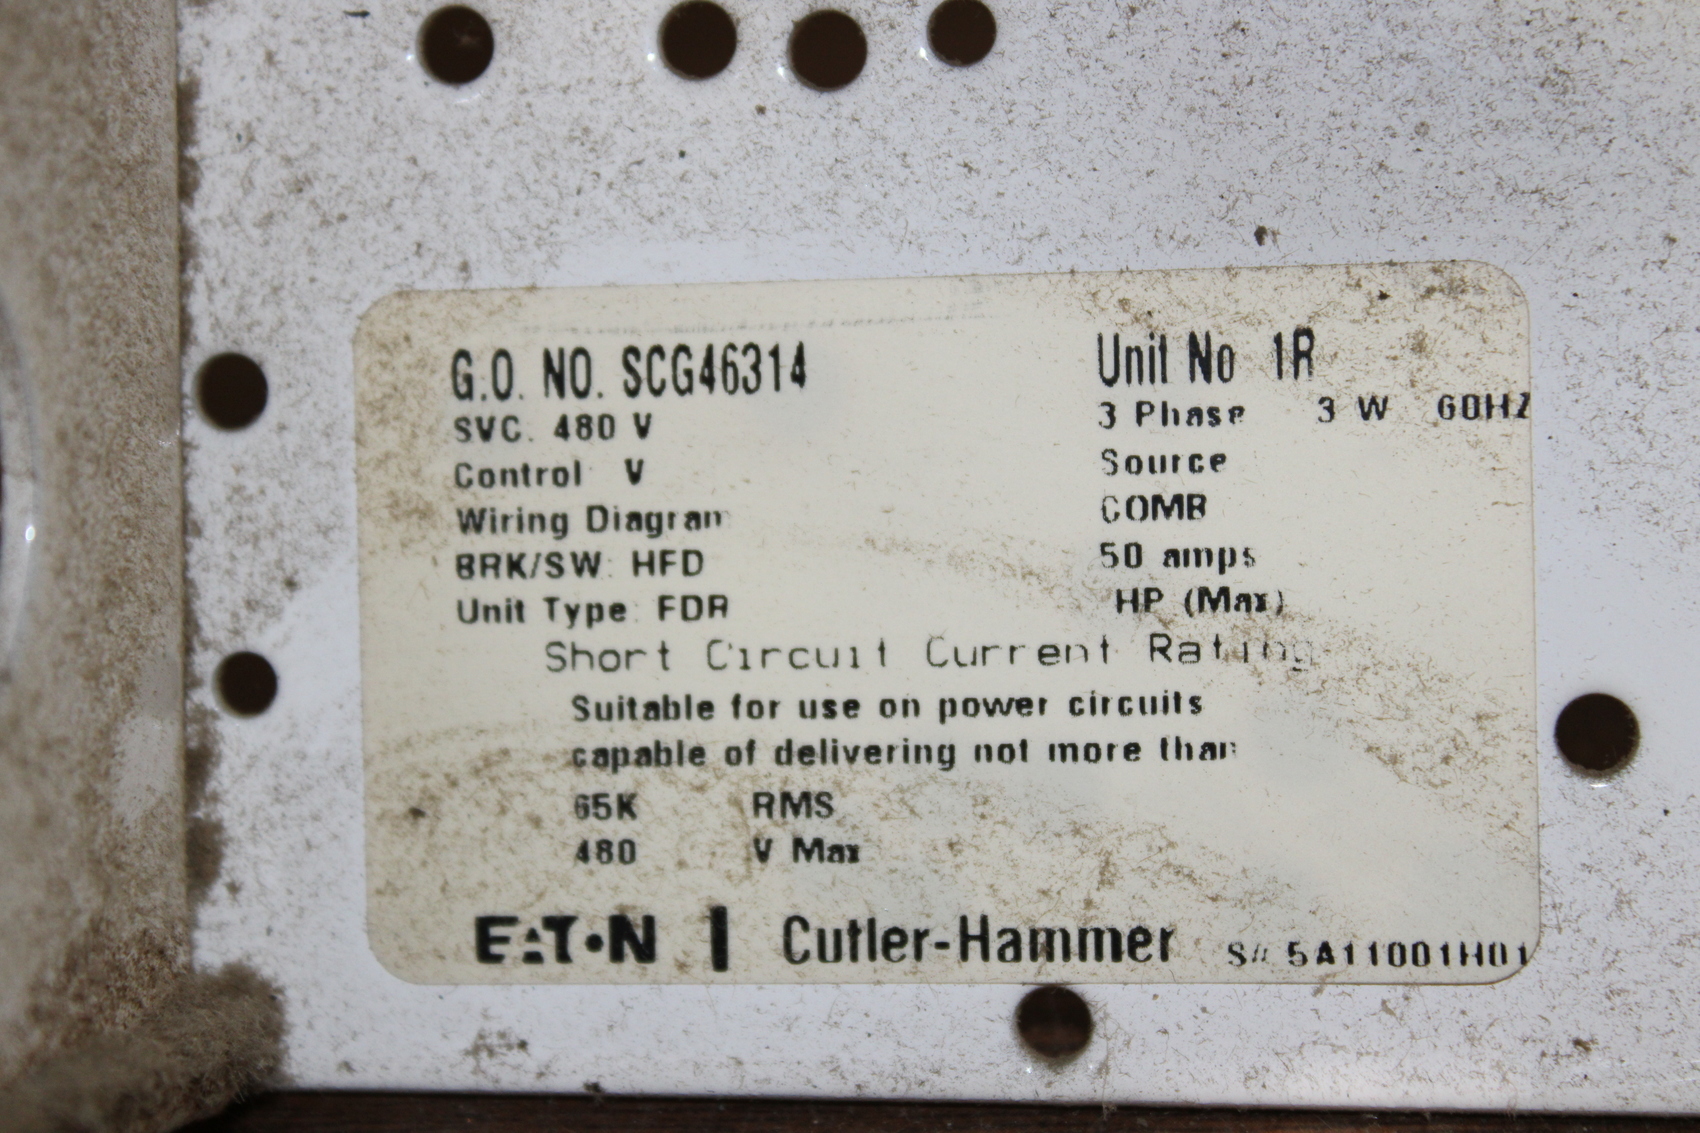 G.O. NO. SCG46314 Unit No 1R
SVC. 480 V 3 Phase 3 W 60HZ
Control V Source
Wiring Diagram COMB
BRK/SW: HFD 50 amps
Unit Type: FDR HP (Max)
Short Circuit Current Rating
Suitable for use on power circuits
capable of delivering not more than
65K RMS
480 V Max
EATON | Cutler-Hammer S# 5A11001H01